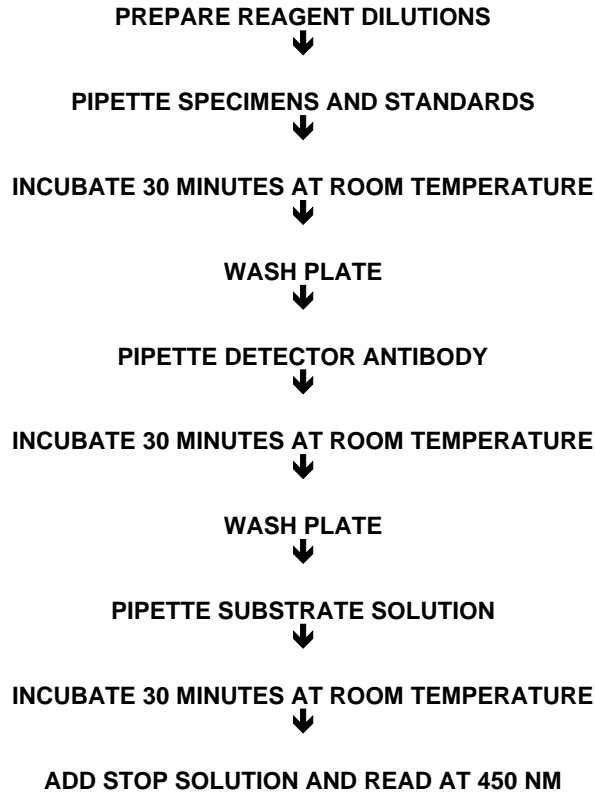 PREPARE REAGENT DILUTIONS
PIPETTE SPECIMENS AND STANDARDS
INCUBATE 30 MINUTES AT ROOM TEMPERATURE
WASH PLATE
PIPETTE DETECTOR ANTIBODY
INCUBATE 30 MINUTES AT ROOM TEMPERATURE
WASH PLATE
PIPETTE SUBSTRATE SOLUTION
INCUBATE 30 MINUTES AT ROOM TEMPERATURE
ADD STOP SOLUTION AND READ AT 450 NM